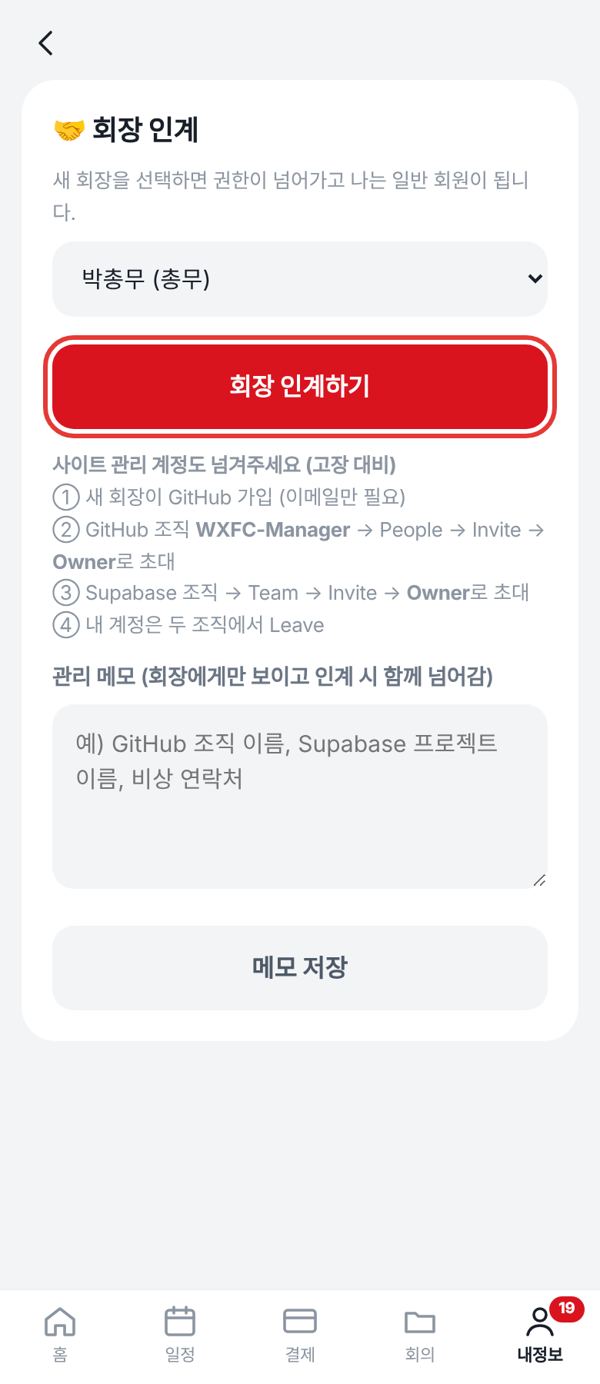 회장 인계
새 회장을 선택하면 권한이 넘어가고 나는 일반 회원이 됩니
다.
박총무 (총무)
회장 인계하기
사이트 관리 계정도 넘겨주세요 (고장 대비)
① 새 회장이 GitHub 가입 (이메일만 필요)
② GitHub 조직 WXFC-Manager → People → Invite →
Owner로 초대
③ Supabase 조직 → Team → Invite → Owner로 초대
④ 내 계정은 두 조직에서 Leave
관리 메모 (회장에게만 보이고 인계 시 함께 넘어감)
예) GitHub 조직 이름, Supabase 프로젝트
이름, 비상 연락처
메모 저장
19
홈 일정 결제 회의 내정보